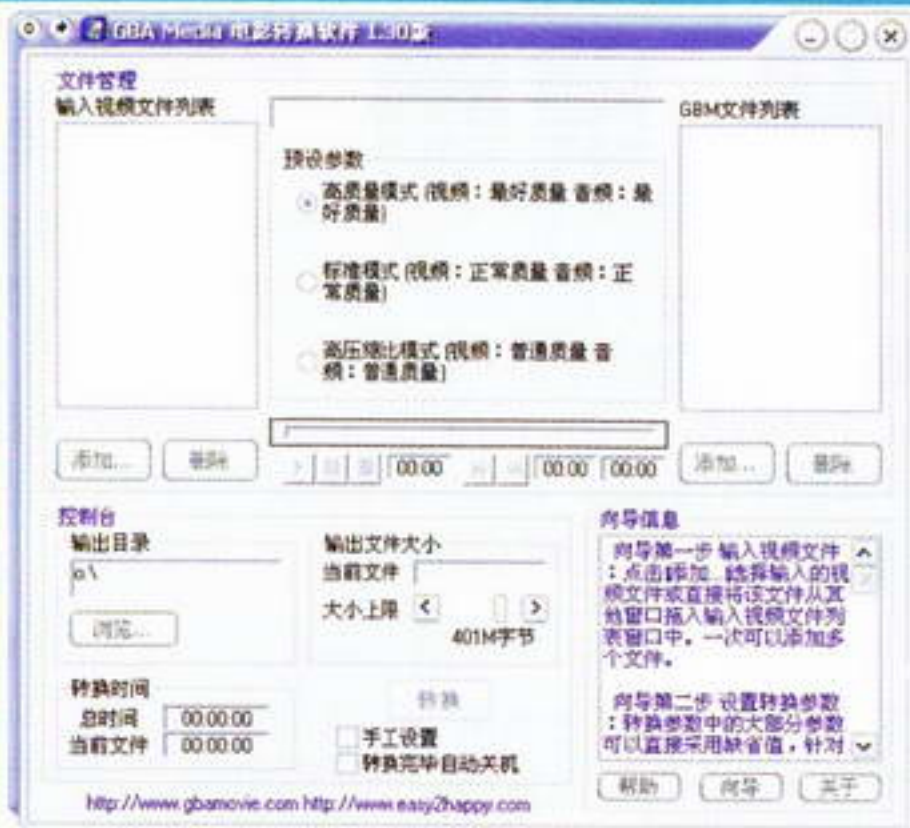 GBA Media 电影转换软件 1.30版
文件管理
输入视频文件列表
GBM文件列表
预设参数
高质量模式 (视频：最好质量 音频：最
好质量)
标准模式 (视频：正常质量 音频：正
常质量)
高压缩比模式 (视频：普通质量 音
频：普通质量)
添加...
删除
00:00
00:00
00:00
添加...
删除
控制台
输出目录
浏览...
输出文件大小
当前文件
大小上限
401M字节
转换时间
总时间 00:00:00
当前文件 00:00:00
转换
手工设置
转换完毕自动关机
向导信息
向导第一步 输入视频文件
：点击[添加...]选择输入的视
频文件或直接将该文件从其
他窗口拖入输入视频文件列
表窗口中。一次可以添加多
个文件。
向导第二步 设置转换参数
：转换参数中的大部分参数
可以直接采用缺省值，针对
帮助
向导
关于
http://www.gbamovie.com http://www.easy2happy.com